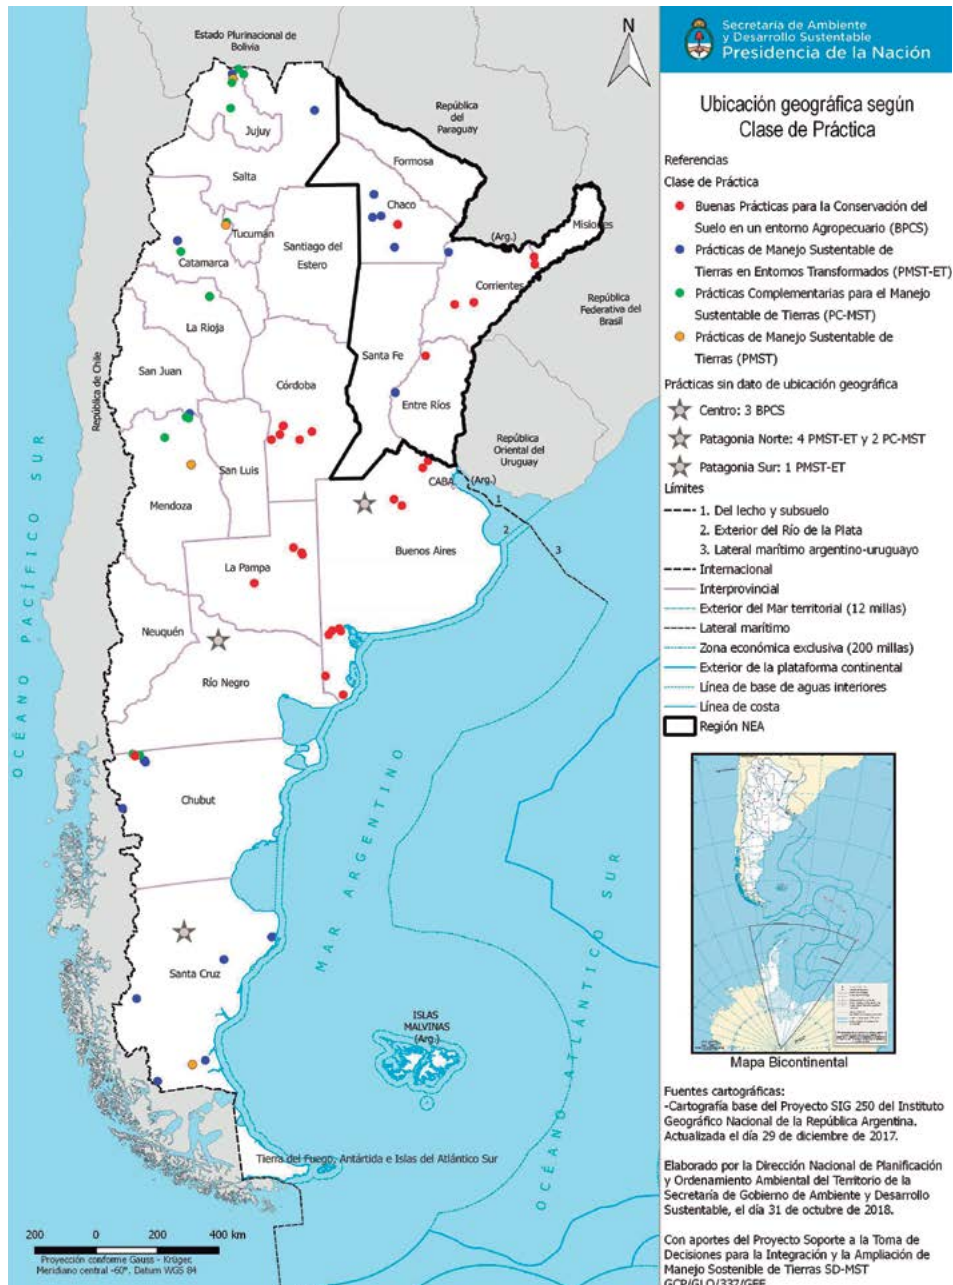 Secretaría de Ambiente
y Desarrollo Sustentable
Presidencia de la Nación
Ubicación geográfica según
Clase de Práctica
Referencias
Clase de Práctica
Buenas Prácticas para la Conservación del
Suelo en un entorno Agropecuario (BPCS)
Prácticas de Manejo Sustentable de
Tierras en Entornos Transformados (PMST-ET)
Prácticas Complementarias para el Manejo
Sustentable de Tierras (PC-MST)
Prácticas de Manejo Sustentable de
Tierras (PMST)
Prácticas sin dato de ubicación geográfica
Centro: 3 BPCS
Patagonia Norte: 4 PMST-ET y 2 PC-MST
Patagonia Sur: 1 PMST-ET
Límites
1. Del lecho y subsuelo
2. Exterior del Río de la Plata
3. Lateral marítimo argentino-uruguayo
Internacional
Interprovincial
Exterior del Mar territorial (12 millas)
Lateral marítimo
Zona económica exclusiva (200 millas)
Exterior de la plataforma continental
Línea de base de aguas interiores
Línea de costa
Región NEA
Mapa Bicontinental
Fuentes cartográficas:
-Cartografía base del Proyecto SIG 250 del Instituto
Geográfico Nacional de la República Argentina.
Actualizada el día 29 de diciembre de 2017.
Elaborado por la Dirección Nacional de Planificación
y Ordenamiento Ambiental del Territorio de la
Secretaría de Gobierno de Ambiente y Desarrollo
Sustentable, el día 31 de octubre de 2018.
Con aportes del Proyecto Soporte a la Toma de
Decisiones para la Integración y la Ampliación de
Manejo Sostenible de Tierras SD-MST
GCP/GLO/337/GFF
N
Estado Plurinacional de
Bolivia
República
del
Paraguay
Jujuy
Formosa
Salta
Chaco
Misiones
Tucumán
(Arg.)
Santiago del
Estero
Catamarca
Corrientes
República
Federativa del
Brasil
La Rioja
Santa Fe
San Juan
Córdoba
República de Chile
Entre Ríos
República
Oriental del
Uruguay
San Luis
CABA
(Arg.)
1
Mendoza
2
3
Buenos Aires
La Pampa
Neuquén
Río Negro
Chubut
Santa Cruz
ISLAS
MALVINAS
(Arg.)
Tierra del Fuego, Antártida e Islas del Atlántico Sur
OCÉANO PACÍFICO SUR
MAR ARGENTINO
OCÉANO ATLÁNTICO SUR
200 0 200 400 km
Proyección conforme Gauss - Krüger.
Meridiano central -60°. Datum WGS 84